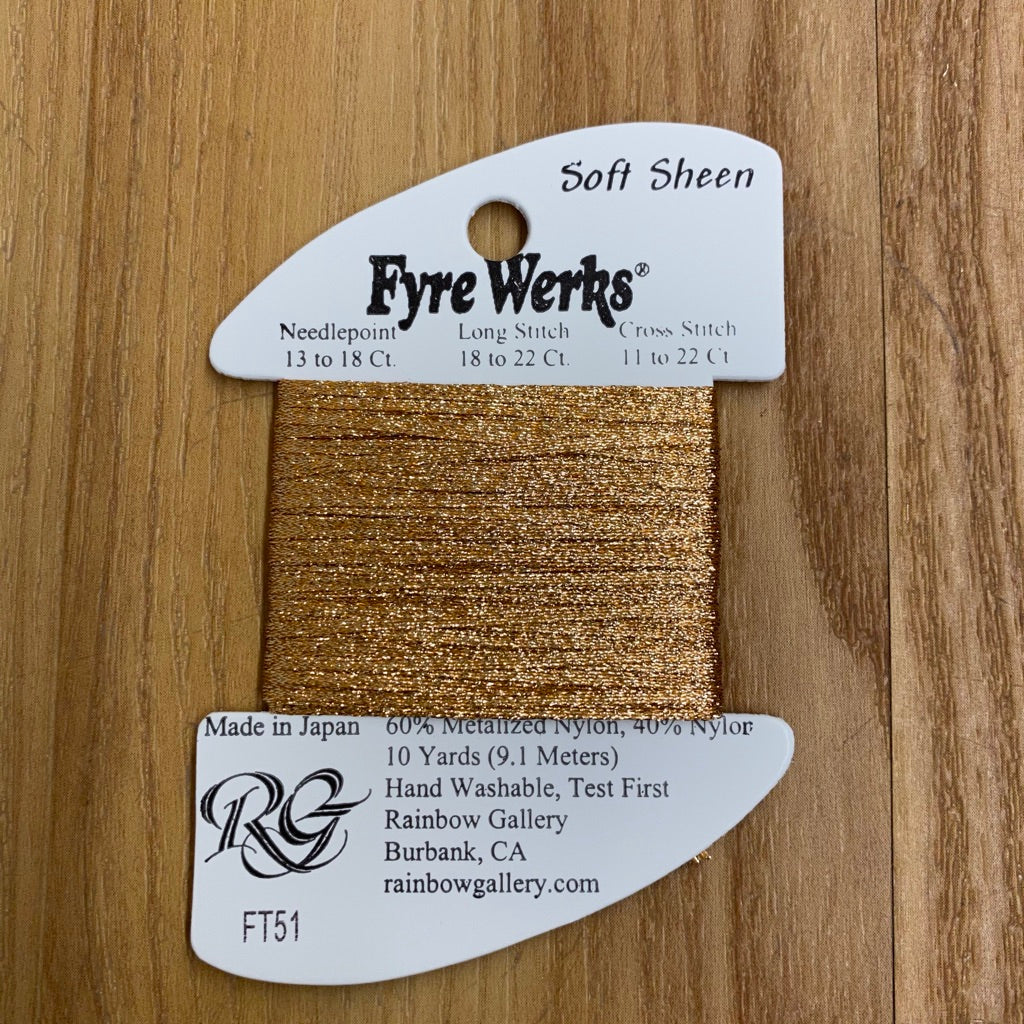 Soft Sheen
Fyre Werks®
Needlepoint Long Stitch Cross Stitch
13 to 18 Ct. 18 to 22 Ct. 11 to 22 Ct
Made in Japan 60% Metalized Nylon, 40% Nylon
10 Yards (9.1 Meters)
Hand Washable, Test First
Rainbow Gallery
Burbank, CA
rainbowgallery.com
RG
FT51